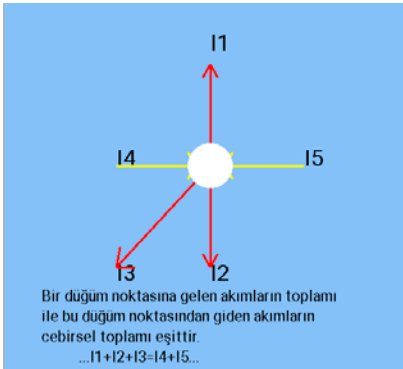 I1
I4
I5
I3
I2
Bir düğüm noktasına gelen akımların toplamı
ile bu düğüm noktasından giden akımların
cebirsel toplamı eşittir.
...I1+I2+I3=I4+I5...